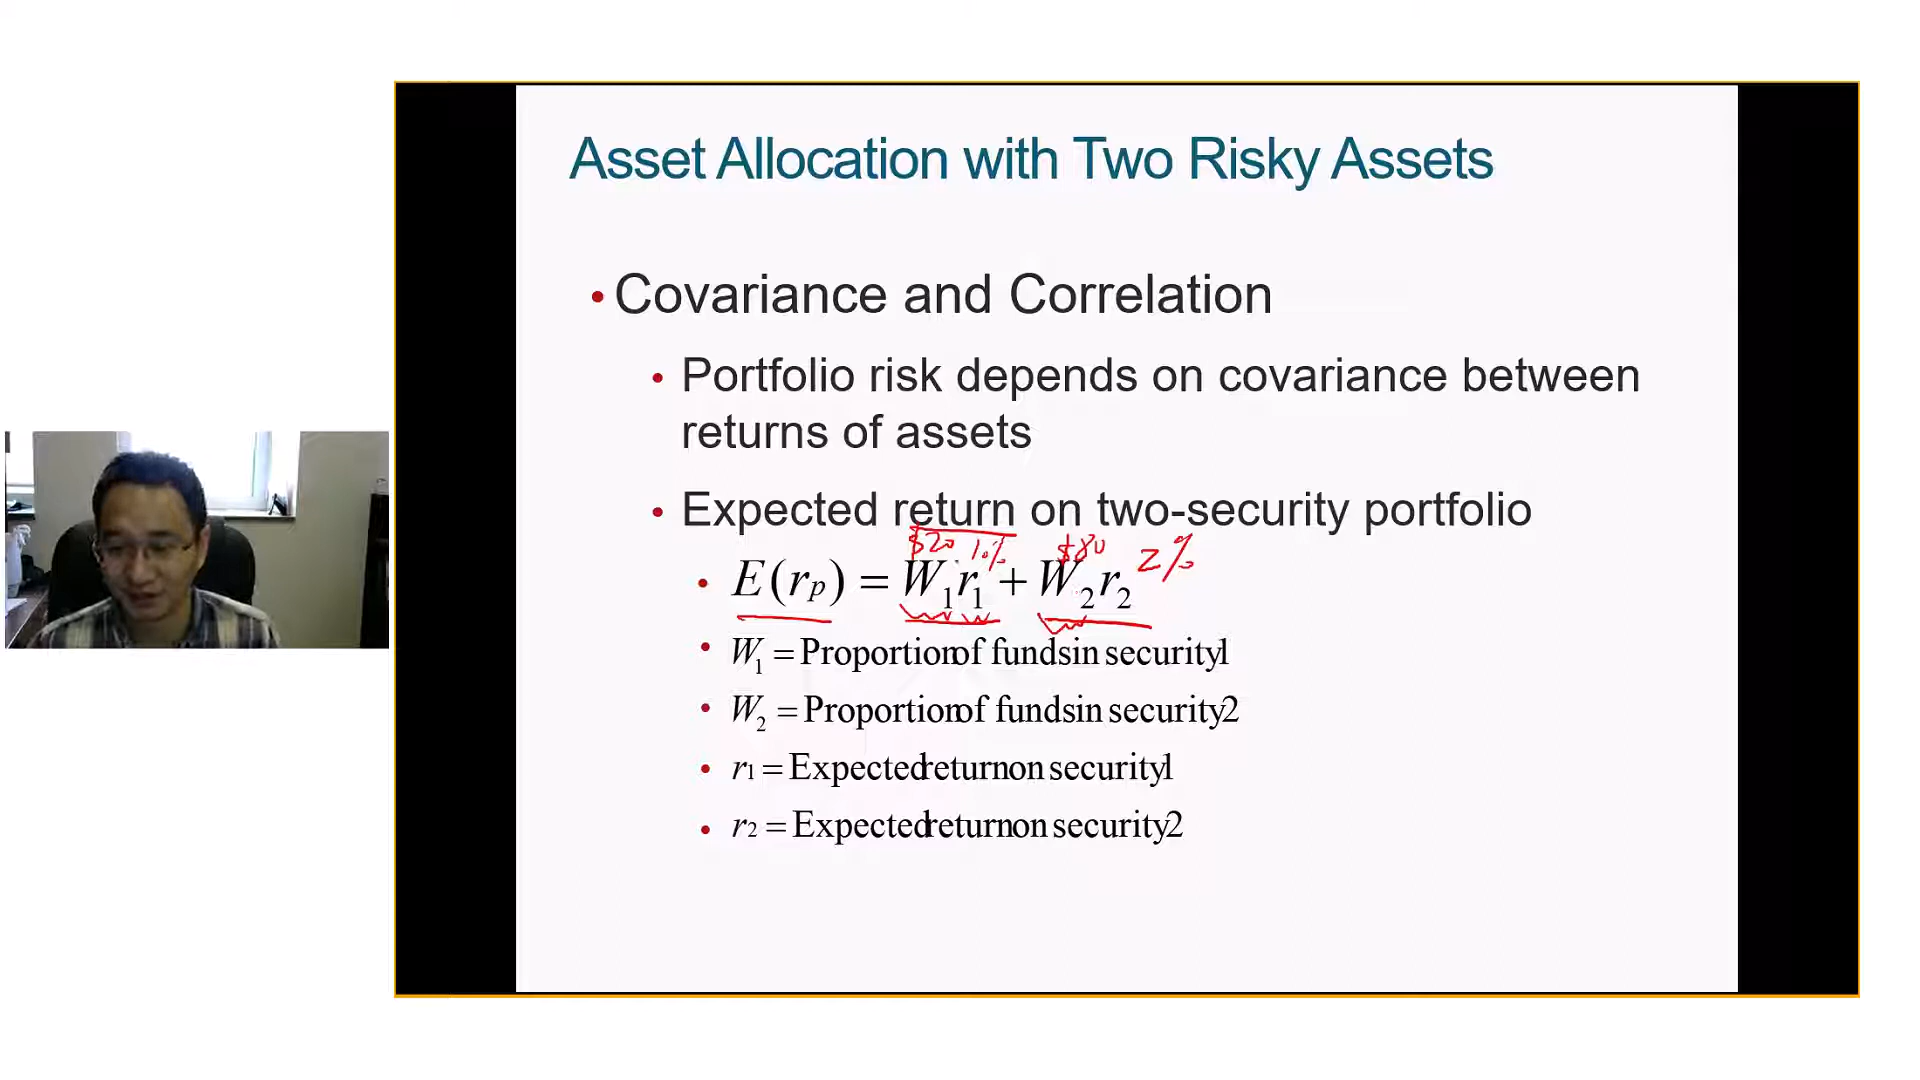 Asset Allocation with Two Risky Assets
• Covariance and Correlation
• Portfolio risk depends on covariance between
returns of assets
• Expected return on two-security portfolio
$20 10% $80 2%
• E(rp) = W1r1 + W2r2
• W1 = Proportion of funds in security 1
• W2 = Proportion of funds in security 2
• r1 = Expected return on security 1
• r2 = Expected return on security 2